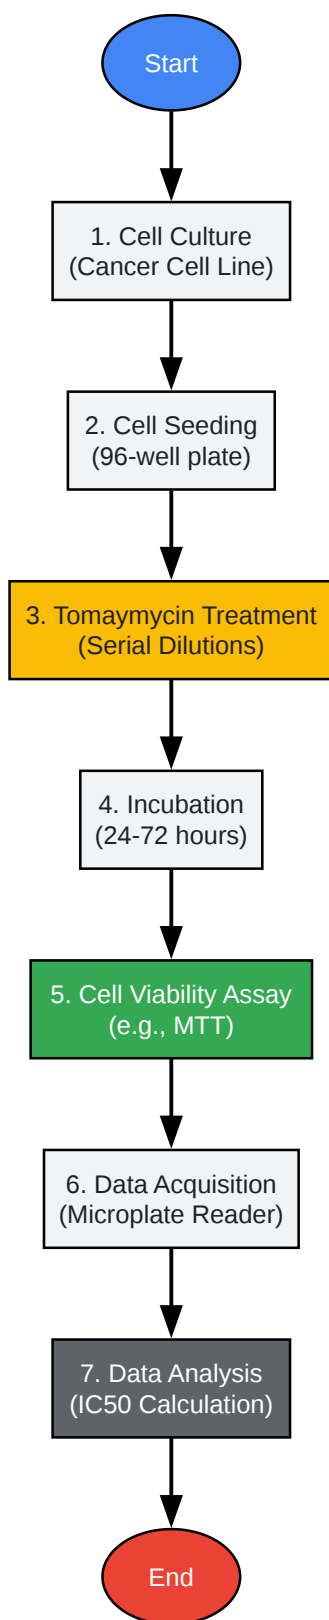 Start
1. Cell Culture
(Cancer Cell Line)
2. Cell Seeding
(96-well plate)
3. Tomaymycin Treatment
(Serial Dilutions)
4. Incubation
(24-72 hours)
5. Cell Viability Assay
(e.g., MTT)
6. Data Acquisition
(Microplate Reader)
7. Data Analysis
(IC50 Calculation)
End